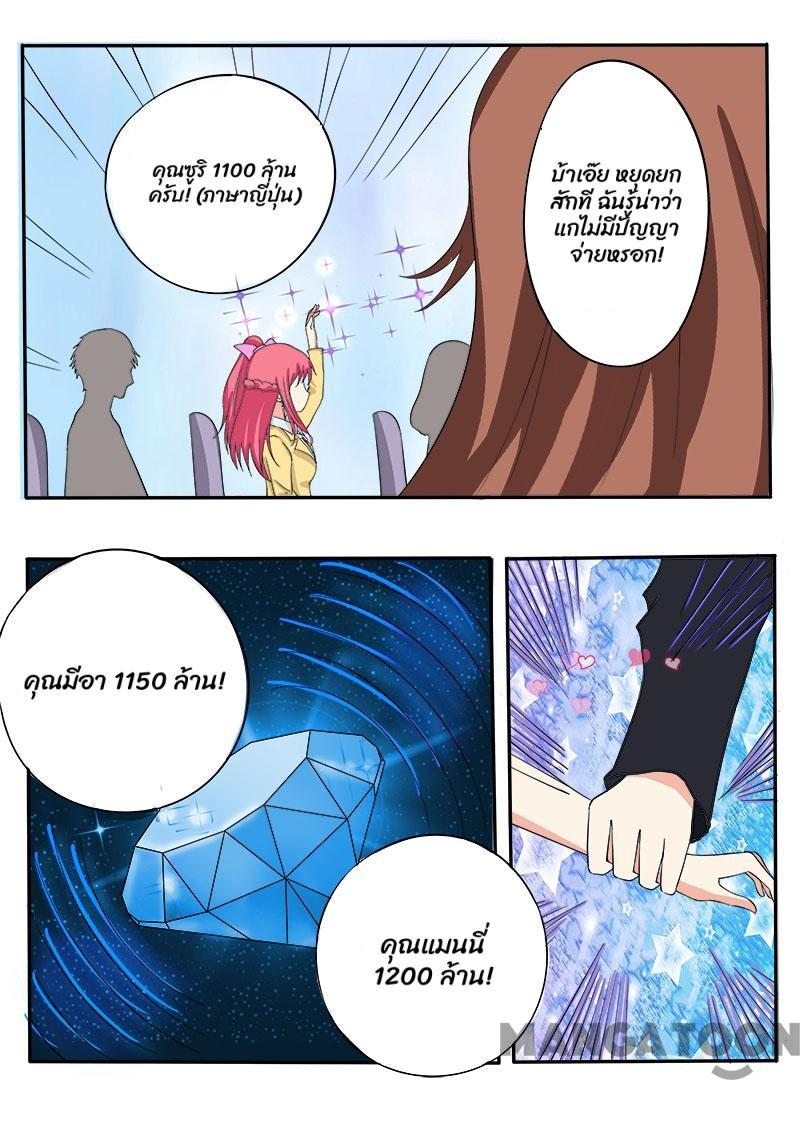 คุณซูริ 1100 ล้าน
ครับ! (ภาษาญี่ปุ่น)
บ้าเอ๊ย หยุดยก
สักที ฉันรู้น่าว่า
แกไม่มีปัญญา
จ่ายหรอก!
คุณมีอา 1150 ล้าน!
คุณแมนนี่
1200 ล้าน!
MANGATOON